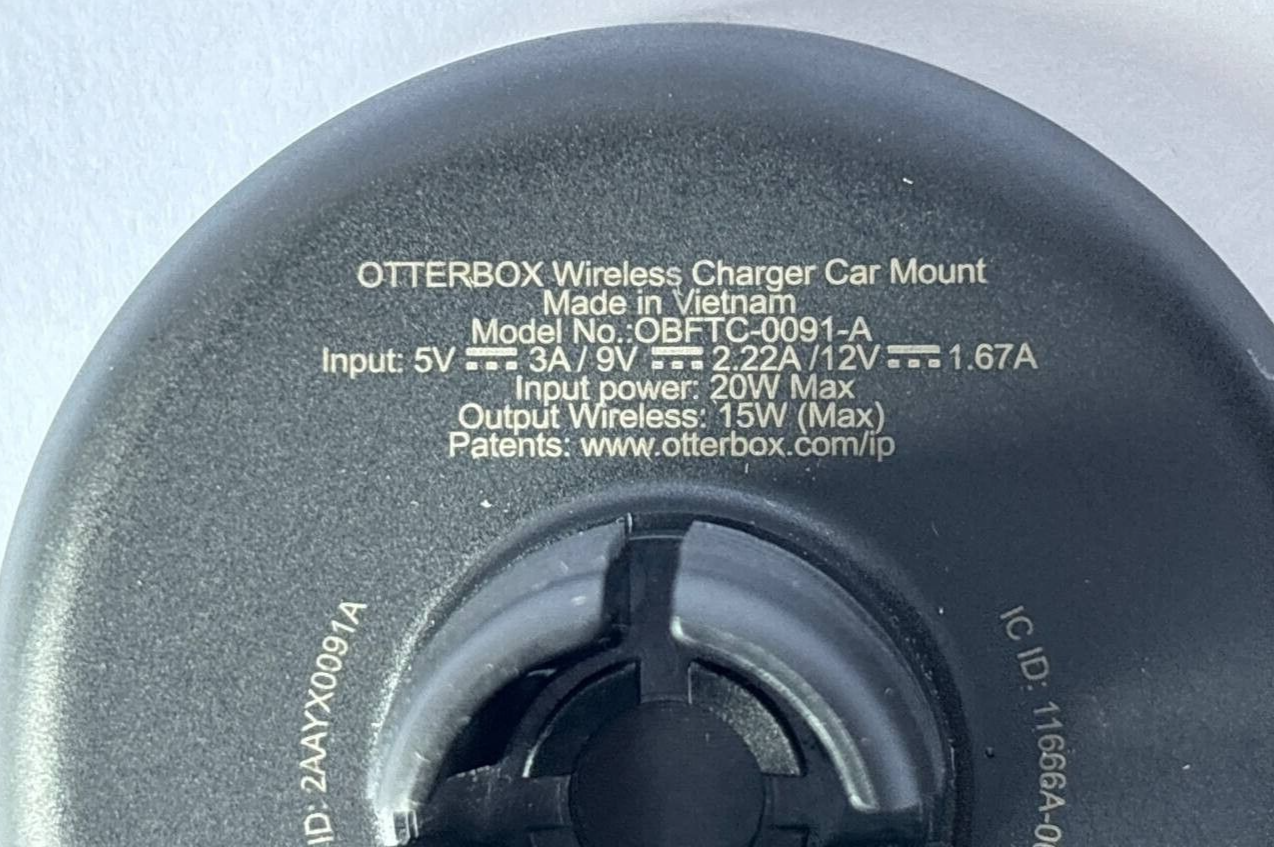 OTTERBOX Wireless Charger Car Mount
Made in Vietnam
Model No.:OBFTC-0091-A
Input: 5V ⎓ 3A / 9V ⎓ 2.22A /12V ⎓ 1.67A
Input power: 20W Max
Output Wireless: 15W (Max)
Patents: www.otterbox.com/ip
ID: 2AAYX0091A
IC ID: 11666A-0